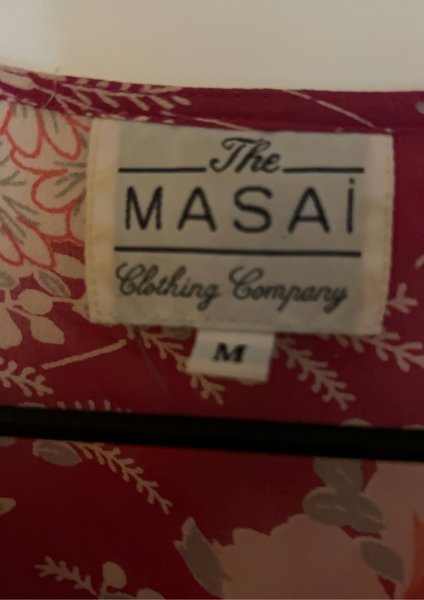 The
MASAi
Clothing Company
M